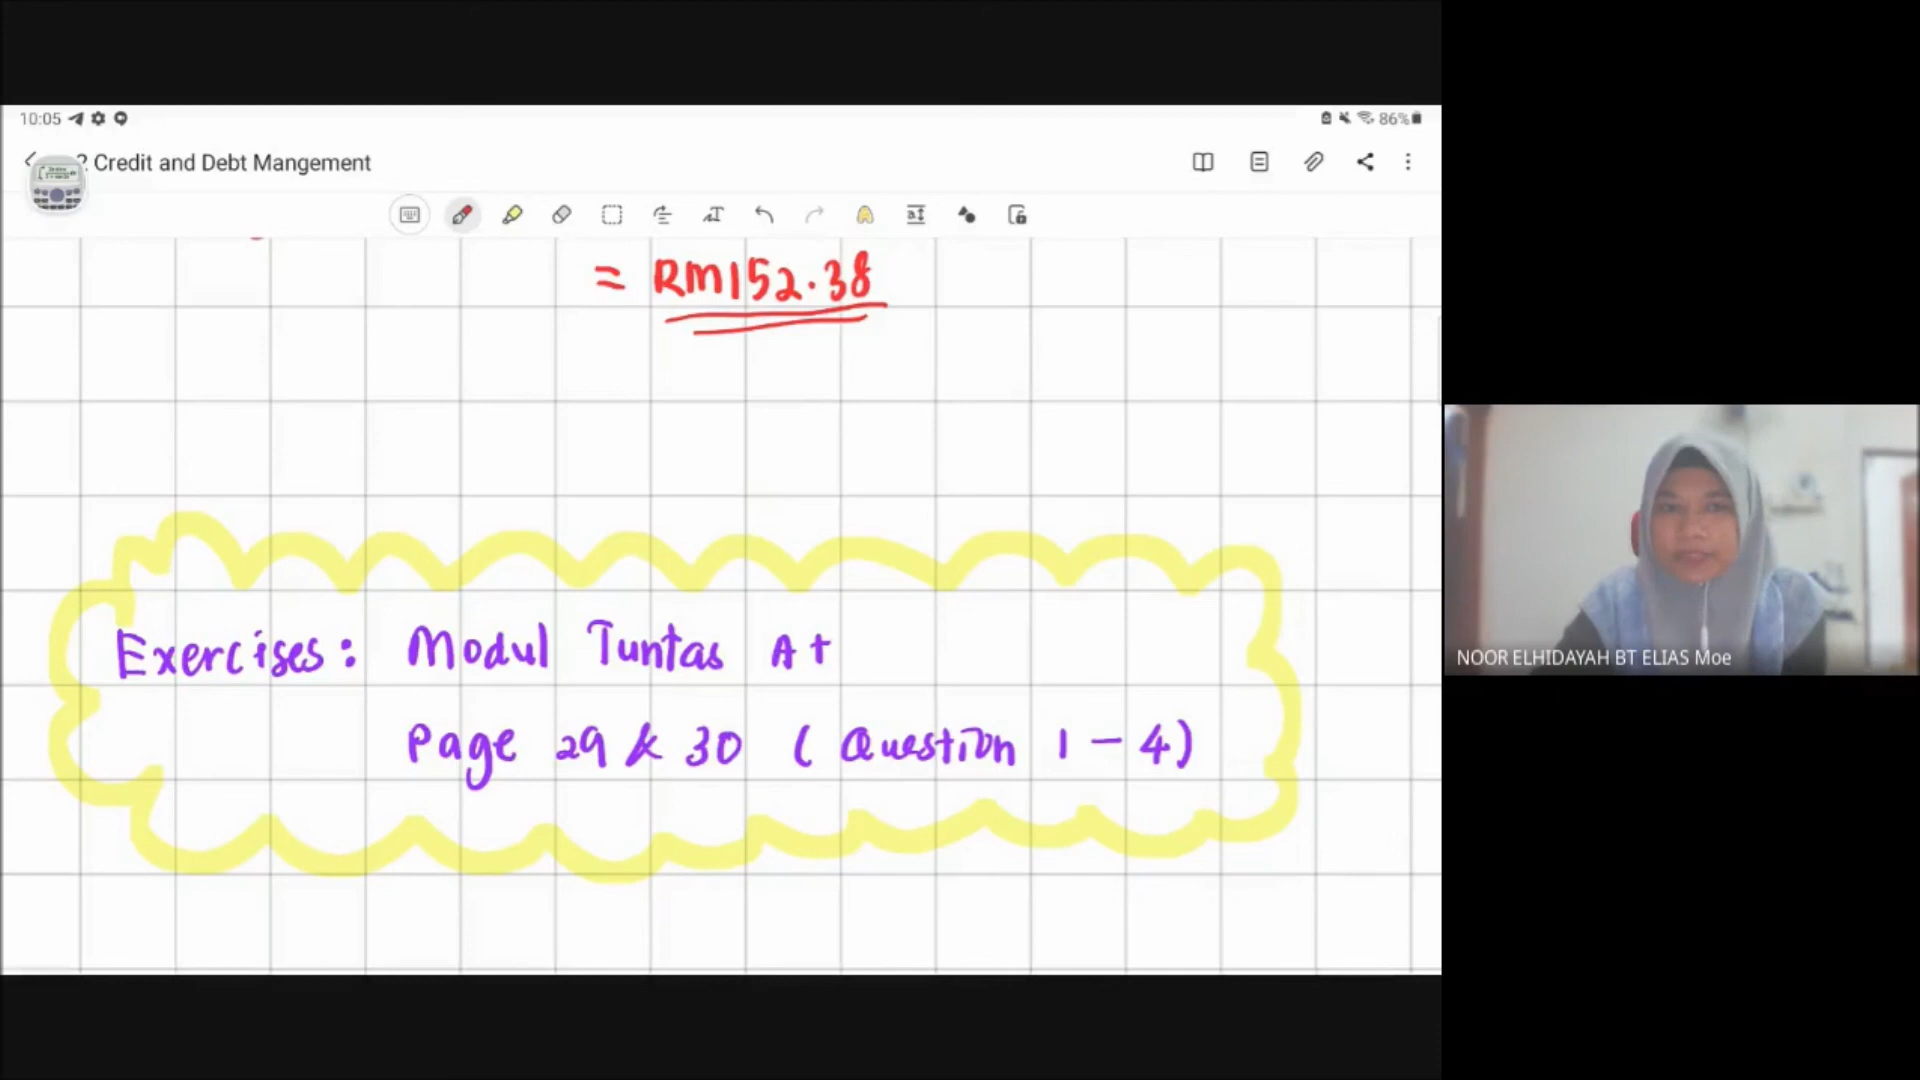 10:05
86%
2 Credit and Debt Mangement
= RM152.38
Exercises: Modul Tuntas A+
Page 29 & 30 (Question 1 - 4)
NOOR ELHIDAYAH BT ELIAS Moe